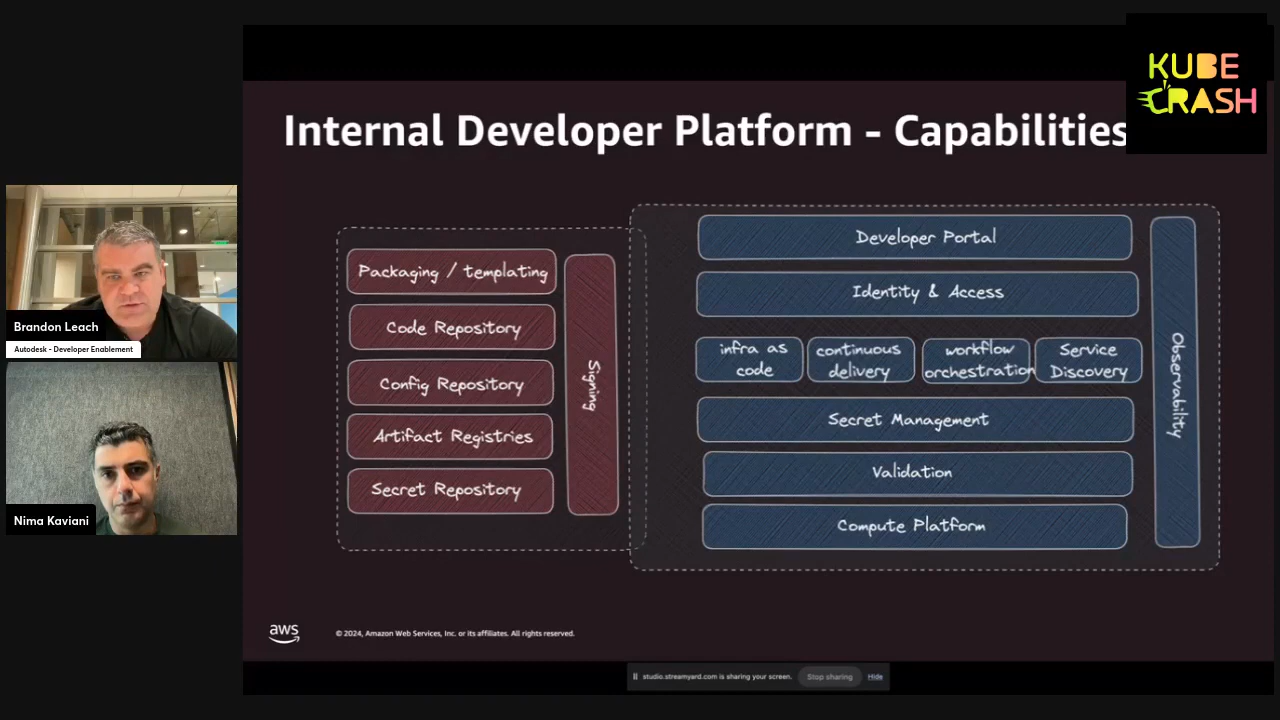 KUBE
CRASH
Internal Developer Platform - Capabilities
Packaging / templating
Code Repository
Config Repository
Artifact Registries
Secret Repository
Signing
Developer Portal
Identity & Access
infra as
code
continuous
delivery
workflow
orchestration
Service
Discovery
Secret Management
Validation
Compute Platform
Observability
Brandon Leach
Autodesk - Developer Enablement
Nima Kaviani
aws
© 2024, Amazon Web Services, Inc. or its affiliates. All rights reserved.
studio.streamyard.com is sharing your screen.
Stop sharing
Hide